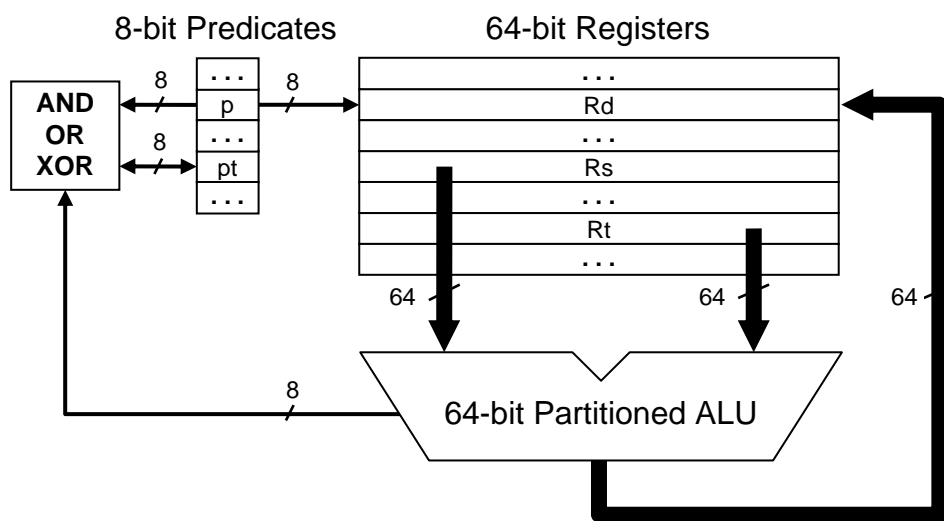 8-bit Predicates
64-bit Registers
8
AND
OR
XOR
8
. . .
p
. . .
pt
. . .
8
. . .
Rd
. . .
Rs
. . .
Rt
. . .
64
64
64
8
64-bit Partitioned ALU